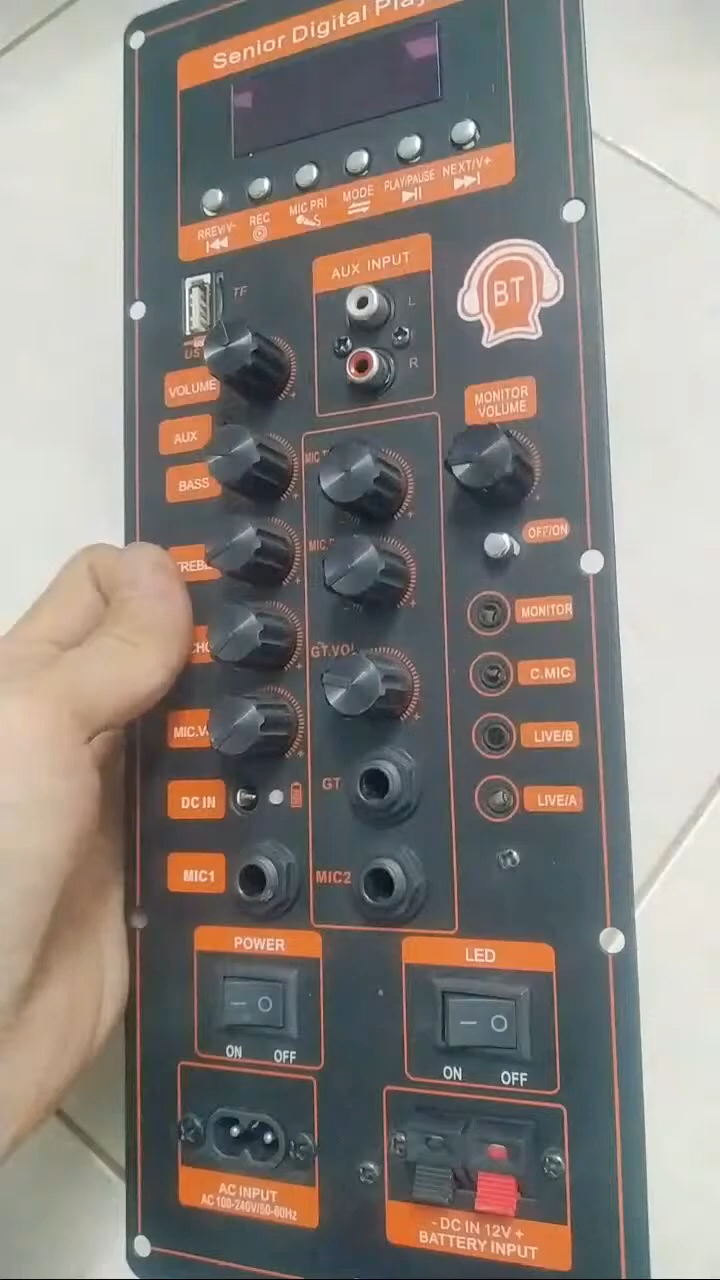 Senior Digital
RREV/V-
REC
MIC PRI
MODE
PLAY/PAUSE
NEXT/V+
TF
AUX INPUT
L
R
BT
VOLUME
MONITOR
VOLUME
AUX
BASS
OFF/ON
MONITOR
GT.VOL
C.MIC
LIVE/B
GT
DC IN
LIVE/A
MIC1
MIC2
POWER
ON OFF
LED
ON OFF
AC INPUT
AC 100-240V/50-60Hz
- DC IN 12V +
BATTERY INPUT